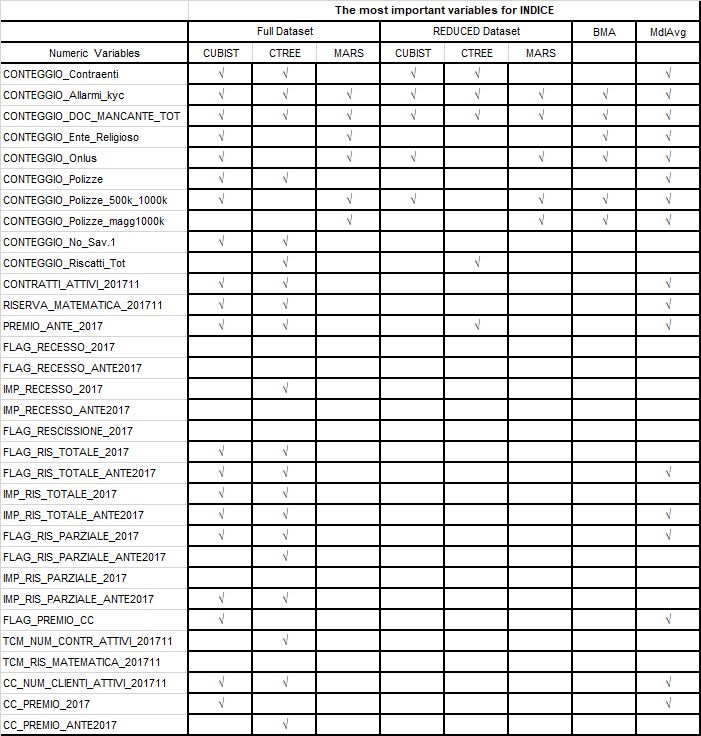 The most important variables for INDICE
Full Dataset REDUCED Dataset BMA MdlAvg
Numeric Variables CUBIST CTREE MARS CUBIST CTREE MARS
CONTEGGIO_Contraenti √ √ √ √ √
CONTEGGIO_Allarmi_kyc √ √ √ √ √ √ √ √
CONTEGGIO_DOC_MANCANTE_TOT √ √ √ √ √ √ √ √
CONTEGGIO_Ente_Religioso √ √ √ √
CONTEGGIO_Onlus √ √ √ √ √ √
CONTEGGIO_Polizze √ √ √
CONTEGGIO_Polizze_500k_1000k √ √ √ √ √ √
CONTEGGIO_Polizze_magg1000k √ √ √ √
CONTEGGIO_No_Sav.1 √ √
CONTEGGIO_Riscatti_Tot √ √
CONTRATTI_ATTIVI_201711 √ √ √
RISERVA_MATEMATICA_201711 √ √ √
PREMIO_ANTE_2017 √ √ √ √
FLAG_RECESSO_2017
FLAG_RECESSO_ANTE2017
IMP_RECESSO_2017 √
IMP_RECESSO_ANTE2017
FLAG_RESCISSIONE_2017
FLAG_RIS_TOTALE_2017 √ √
FLAG_RIS_TOTALE_ANTE2017 √ √ √
IMP_RIS_TOTALE_2017 √ √
IMP_RIS_TOTALE_ANTE2017 √ √ √
FLAG_RIS_PARZIALE_2017 √ √ √
FLAG_RIS_PARZIALE_ANTE2017 √
IMP_RIS_PARZIALE_2017
IMP_RIS_PARZIALE_ANTE2017 √ √
FLAG_PREMIO_CC √ √
TCM_NUM_CONTR_ATTIVI_201711 √
TCM_RIS_MATEMATICA_201711
CC_NUM_CLIENTI_ATTIVI_201711 √ √ √
CC_PREMIO_2017 √ √
CC_PREMIO_ANTE2017 √